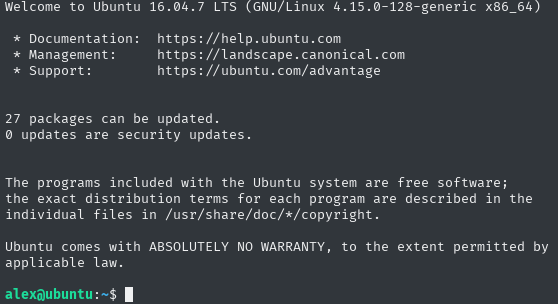 Welcome to Ubuntu 16.04.7 LTS (GNU/Linux 4.15.0-128-generic x86_64)
* Documentation:  https://help.ubuntu.com
* Management:     https://landscape.canonical.com
* Support:        https://ubuntu.com/advantage
27 packages can be updated.
0 updates are security updates.
The programs included with the Ubuntu system are free software;
the exact distribution terms for each program are described in the
individual files in /usr/share/doc/*/copyright.
Ubuntu comes with ABSOLUTELY NO WARRANTY, to the extent permitted by
applicable law.
alex@ubuntu:~$